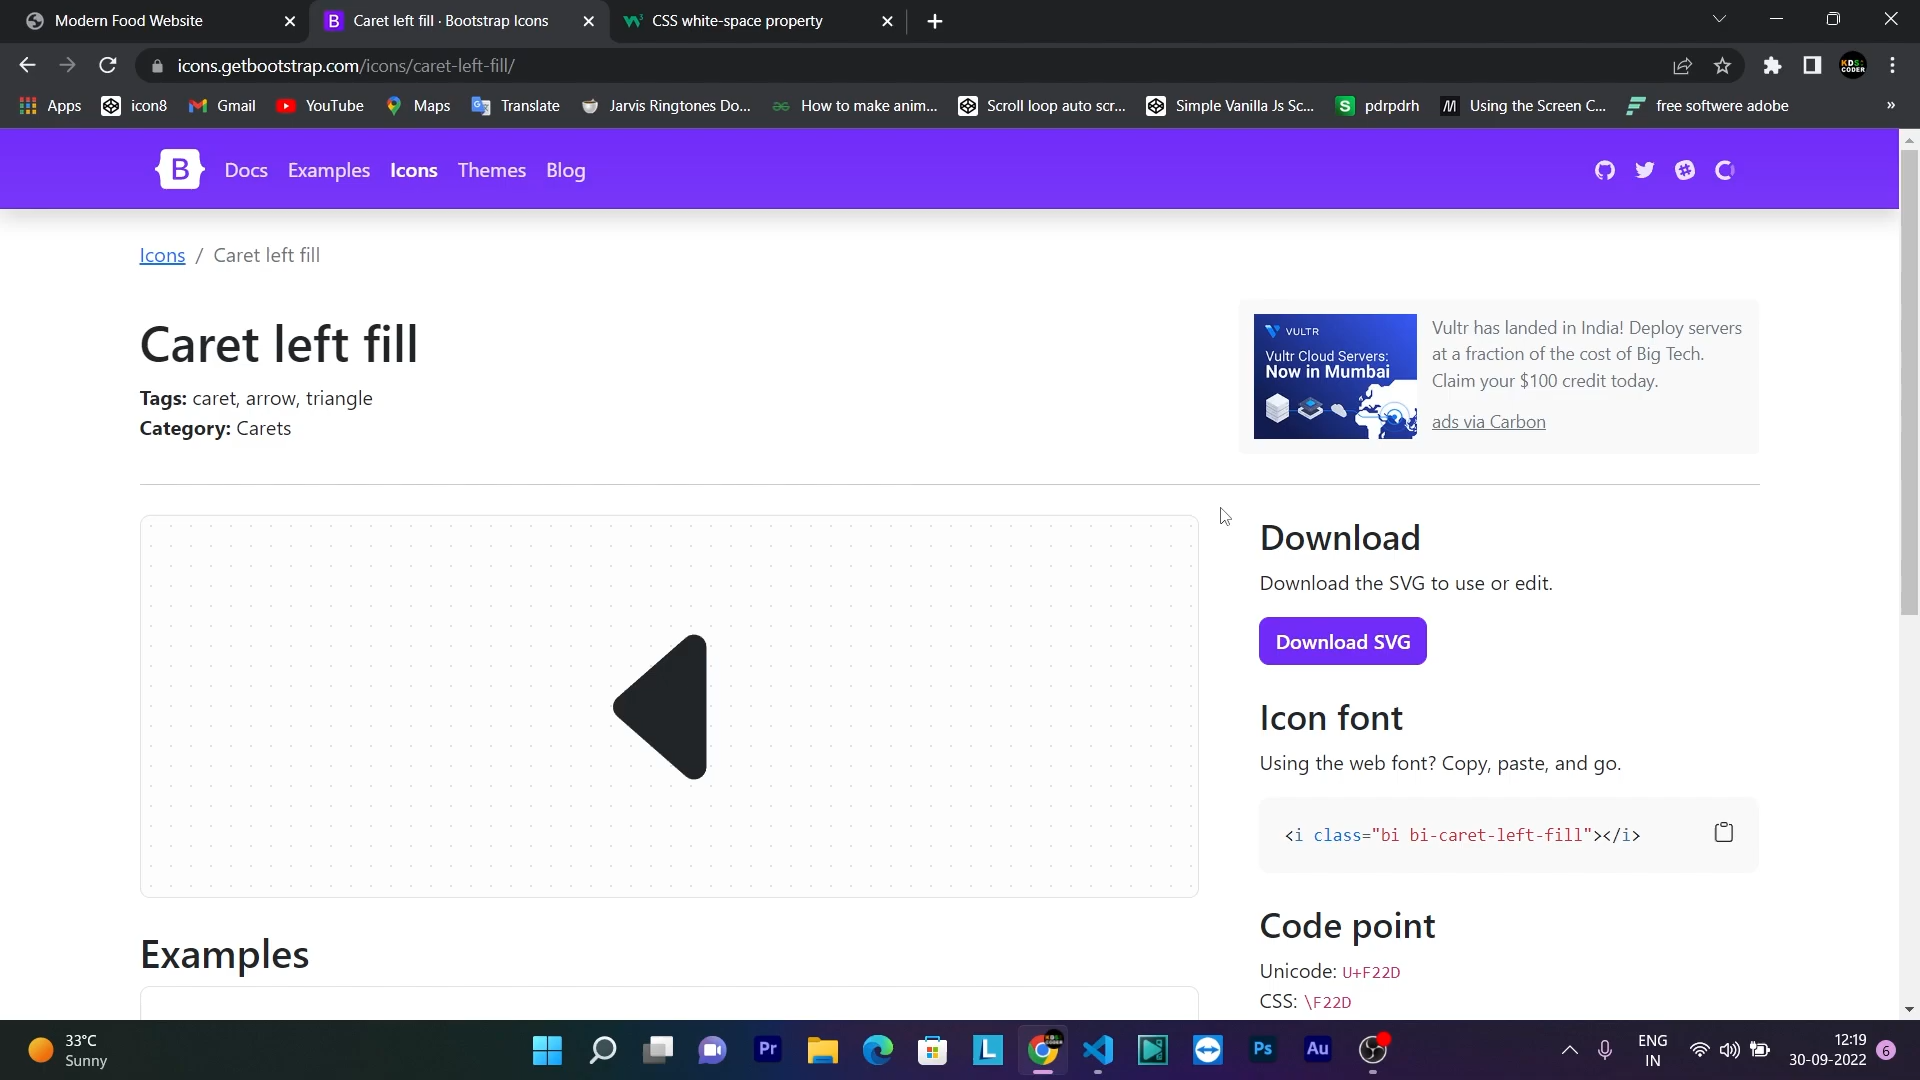 Modern Food Website
B Caret left fill · Bootstrap Icons
CSS white-space property
icons.getbootstrap.com/icons/caret-left-fill/
KDS CODER
Apps
icon8
Gmail
YouTube
Maps
Translate
Jarvis Ringtones Do...
How to make anim...
Scroll loop auto scr...
Simple Vanilla Js Sc...
S pdrpdrh
M Using the Screen C...
free softwere adobe
»
B Docs Examples Icons Themes Blog
Icons / Caret left fill
Caret left fill
Tags: caret, arrow, triangle
Category: Carets
VULTR
Vultr Cloud Servers:
Now in Mumbai
Vultr has landed in India! Deploy servers
at a fraction of the cost of Big Tech.
Claim your $100 credit today.
ads via Carbon
Download
Download the SVG to use or edit.
Download SVG
Icon font
Using the web font? Copy, paste, and go.
<i class="bi bi-caret-left-fill"></i>
Code point
Unicode: U+F22D
CSS: \F22D
Examples
33°C
Sunny
Pr
L
Ps
Au
ENG
IN
12:19
30-09-2022
6